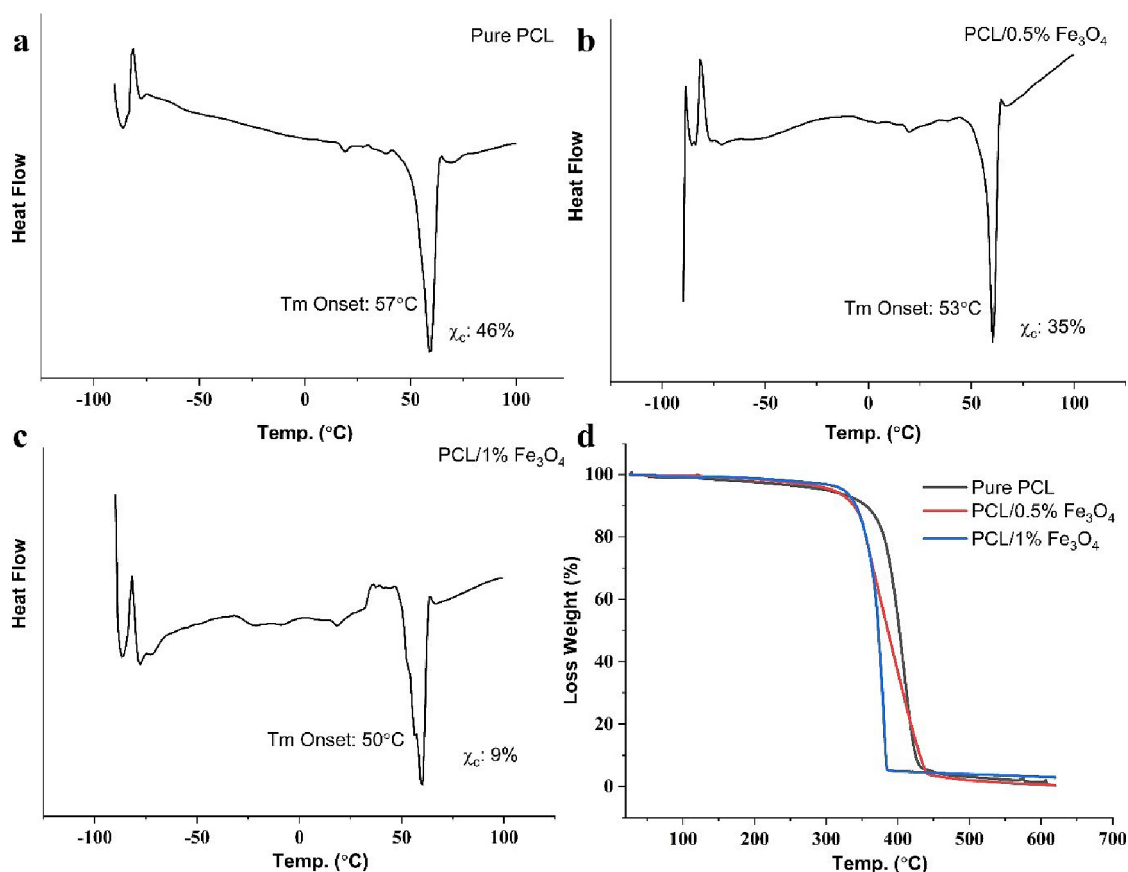 a
Pure PCL
Heat Flow
Tm Onset: 57°C
χc: 46%
-100 -50 0 50 100
Temp. (°C)
b
PCL/0.5% Fe3O4
Heat Flow
Tm Onset: 53°C
χc: 35%
-100 -50 0 50 100
Temp. (°C)
c
PCL/1% Fe3O4
Heat Flow
Tm Onset: 50°C
χc: 9%
-100 -50 0 50 100
Temp. (°C)
d
Pure PCL
PCL/0.5% Fe3O4
PCL/1% Fe3O4
Loss Weight (%)
100
80
60
40
20
0
100 200 300 400 500 600 700
Temp. (°C)